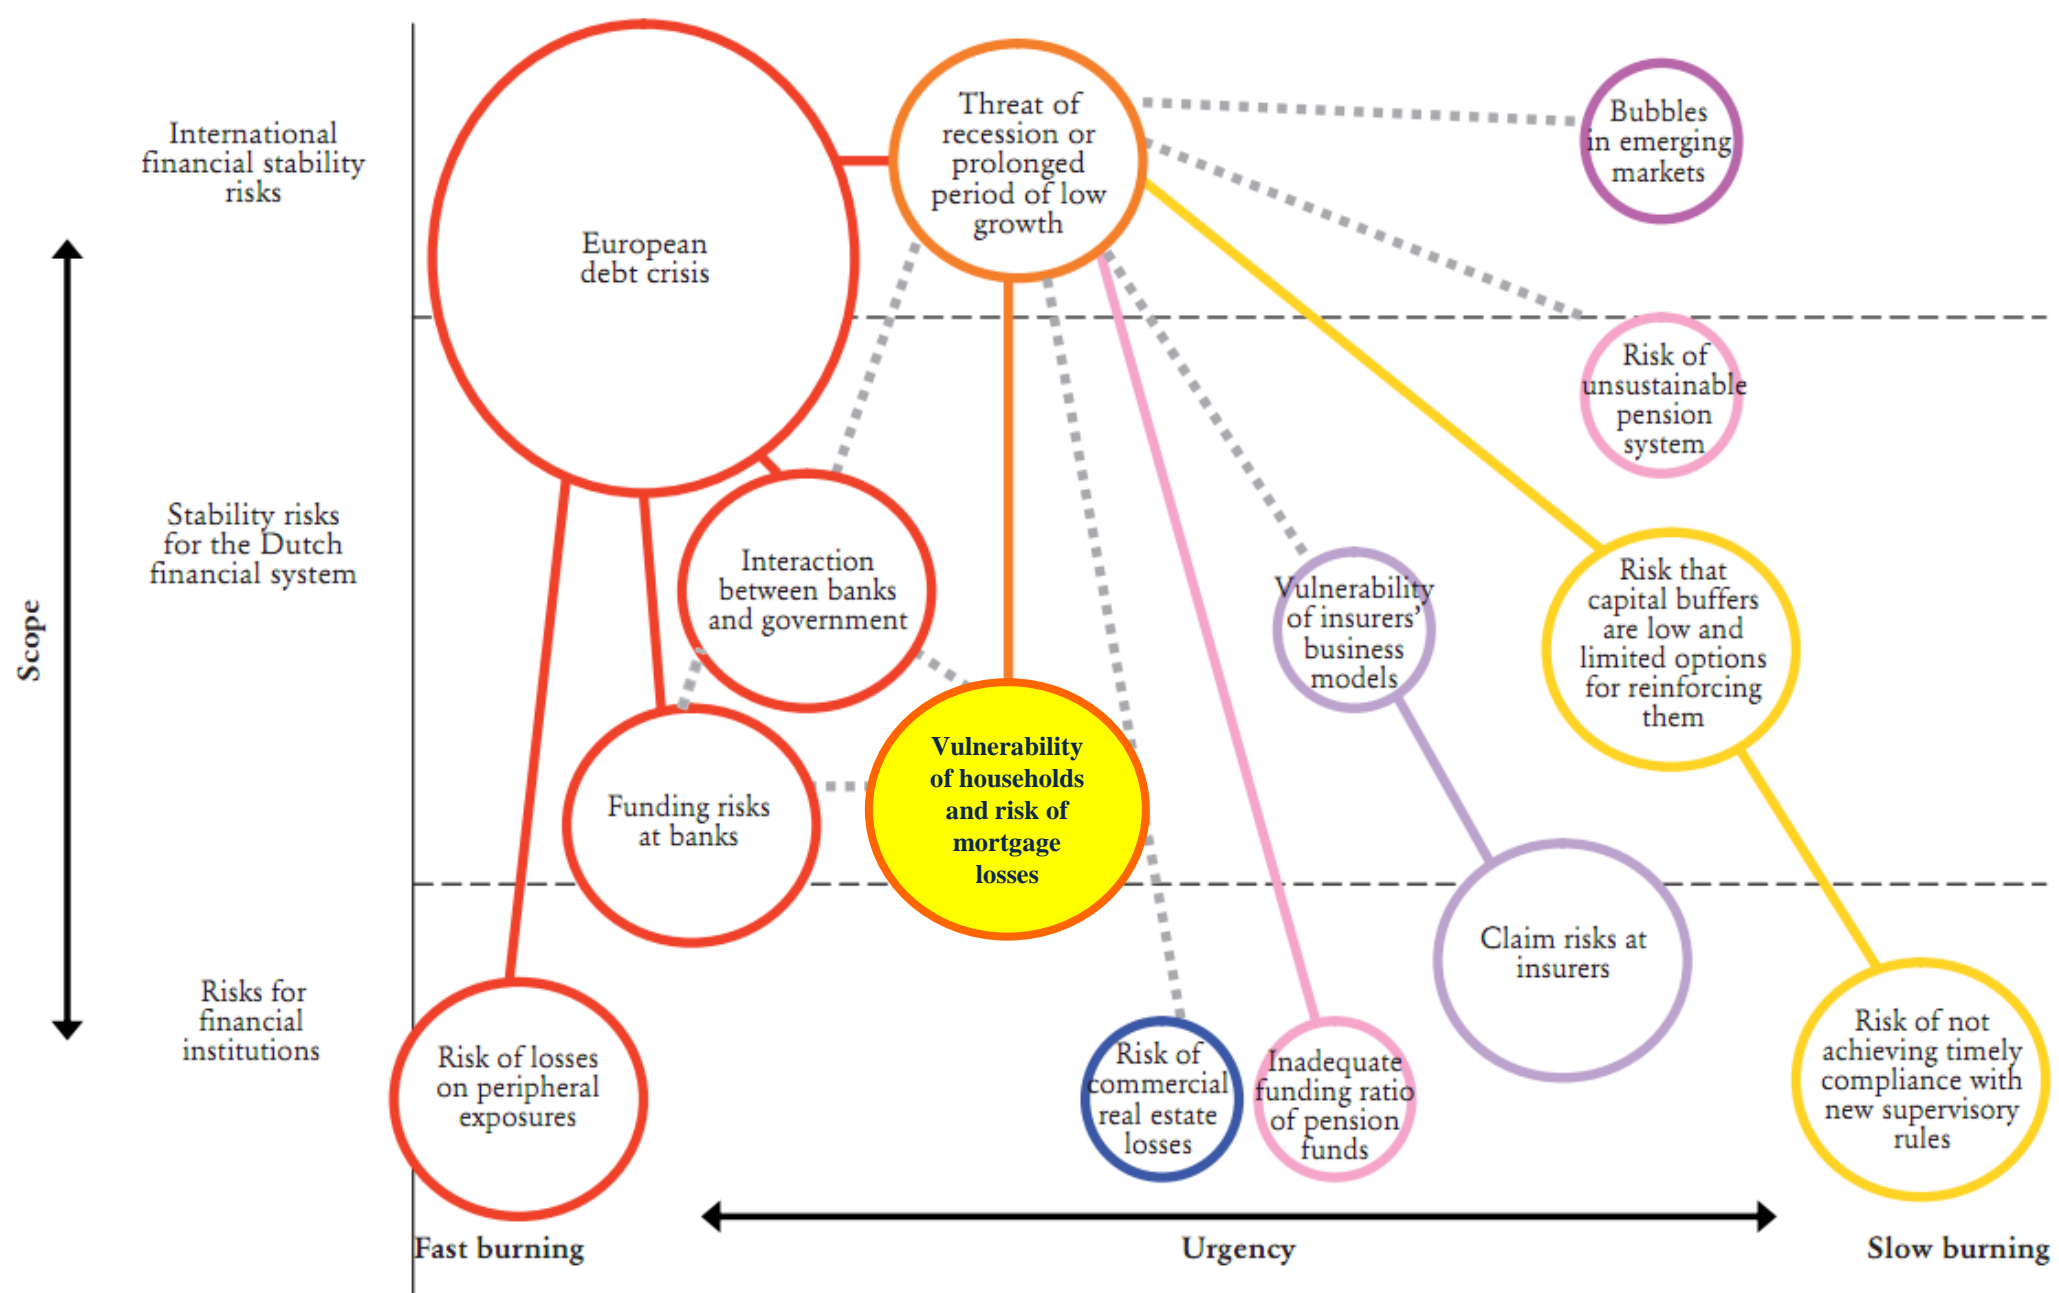 International
financial stability
risks
European
debt crisis
Threat of
recession or
prolonged
period of low
growth
Bubbles
in emerging
markets
Scope
Stability risks
for the Dutch
financial system
Interaction
between banks
and government
Risk of
unsustainable
pension
system
Vulnerability
of insurers’
business
models
Risk that
capital buffers
are low and
limited options
for reinforcing
them
Funding risks
at banks
Vulnerability
of households
and risk of
mortgage
losses
Risks for
financial
institutions
Risk of losses
on peripheral
exposures
Risk of
commercial
real estate
losses
Inadequate
funding ratio
of pension
funds
Claim risks at
insurers
Risk of not
achieving timely
compliance with
new supervisory
rules
Fast burning
Urgency
Slow burning